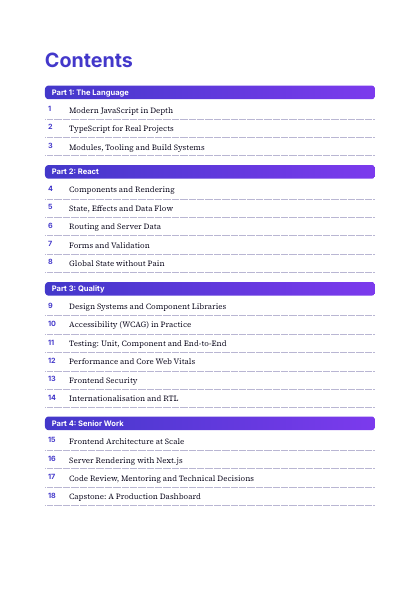 Contents
Part 1: The Language
1 Modern JavaScript in Depth
2 TypeScript for Real Projects
3 Modules, Tooling and Build Systems
Part 2: React
4 Components and Rendering
5 State, Effects and Data Flow
6 Routing and Server Data
7 Forms and Validation
8 Global State without Pain
Part 3: Quality
9 Design Systems and Component Libraries
10 Accessibility (WCAG) in Practice
11 Testing: Unit, Component and End-to-End
12 Performance and Core Web Vitals
13 Frontend Security
14 Internationalisation and RTL
Part 4: Senior Work
15 Frontend Architecture at Scale
16 Server Rendering with Next.js
17 Code Review, Mentoring and Technical Decisions
18 Capstone: A Production Dashboard